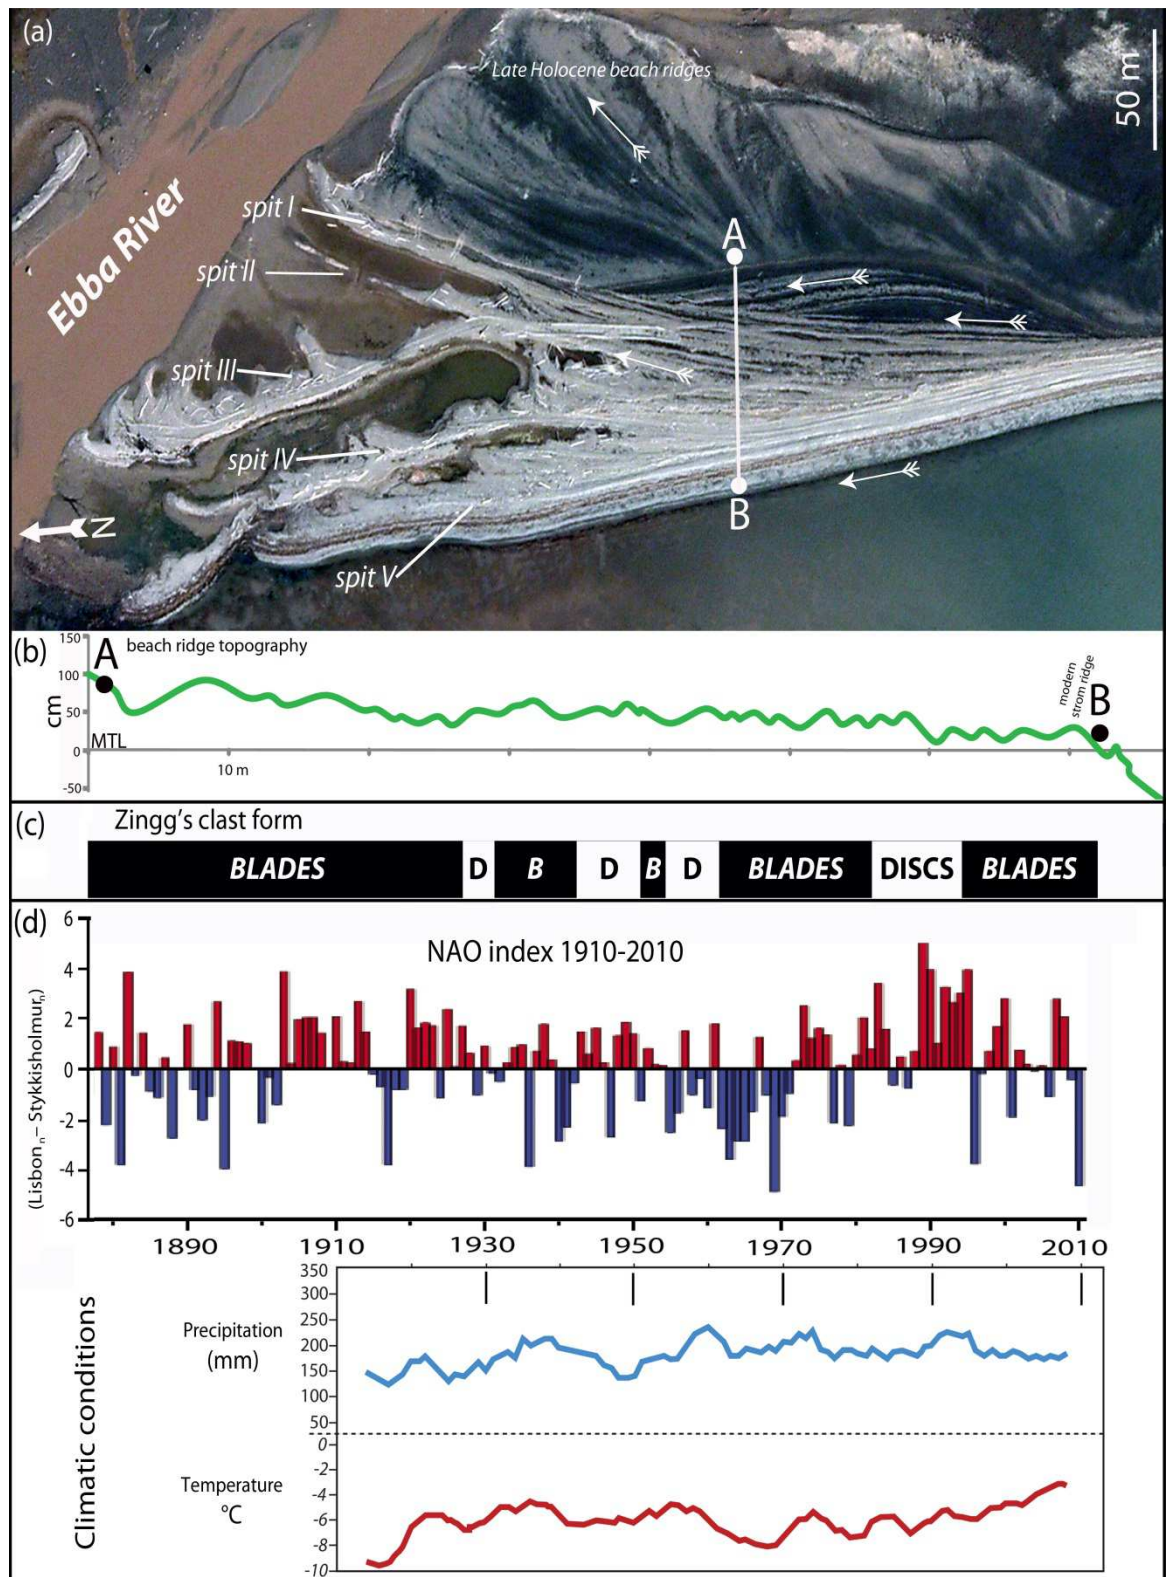 (a)
Late Holocene beach ridges
50 m
Ebba River
spit I
spit II
spit III
spit IV
spit V
A
B
N
(b)
A
beach ridge topography
modern
strom ridge
B
150
100
50
0
-50
cm
MTL
10 m
(c)
Zingg's clast form
BLADES
D
B
D
B
D
BLADES
DISCS
BLADES
(d)
NAO index 1910-2010
(Lisbonₙ – Stykkisholmurₙ)
6
4
2
0
-2
-4
-6
1890
1910
1930
1950
1970
1990
2010
Climatic conditions
Precipitation
(mm)
350
300
250
200
150
100
50
Temperature
°C
0
-2
-4
-6
-8
-10